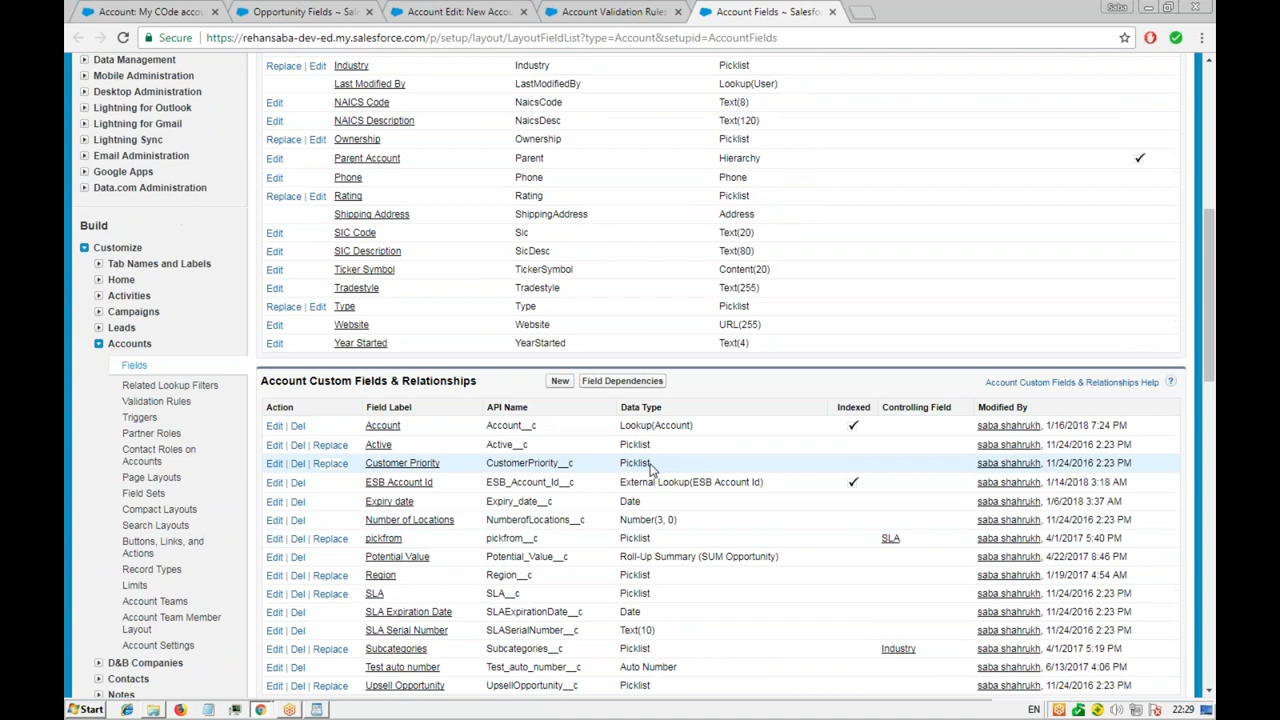 Account: My COde accou
Opportunity Fields ~ Sale
Account Edit: New Accou
Account Validation Rules
Account Fields ~ Salesfo
Saba
Secure | https://rehansaba-dev-ed.my.salesforce.com/p/setup/layout/LayoutFieldList?type=Account&setupid=AccountFields
Data Management
Mobile Administration
Desktop Administration
Lightning for Outlook
Lightning for Gmail
Lightning Sync
Email Administration
Google Apps
Data.com Administration
Build
Customize
Tab Names and Labels
Home
Activities
Campaigns
Leads
Accounts
Fields
Related Lookup Filters
Validation Rules
Triggers
Partner Roles
Contact Roles on
Accounts
Page Layouts
Field Sets
Compact Layouts
Search Layouts
Buttons, Links, and
Actions
Record Types
Limits
Account Teams
Account Team Member
Layout
Account Settings
D&B Companies
Contacts
Notes
Replace | Edit Industry Industry Picklist
Last Modified By LastModifiedBy Lookup(User)
Edit NAICS Code NaicsCode Text(8)
Edit NAICS Description NaicsDesc Text(120)
Replace | Edit Ownership Ownership Picklist
Edit Parent Account Parent Hierarchy ✓
Edit Phone Phone Phone
Replace | Edit Rating Rating Picklist
Shipping Address ShippingAddress Address
Edit SIC Code Sic Text(20)
Edit SIC Description SicDesc Text(80)
Edit Ticker Symbol TickerSymbol Content(20)
Edit Tradestyle Tradestyle Text(255)
Replace | Edit Type Type Picklist
Edit Website Website URL(255)
Edit Year Started YearStarted Text(4)
Account Custom Fields & Relationships New Field Dependencies Account Custom Fields & Relationships Help ?
Action Field Label API Name Data Type Indexed Controlling Field Modified By
Edit | Del Account Account__c Lookup(Account) ✓ saba shahrukh, 1/16/2018 7:24 PM
Edit | Del | Replace Active Active__c Picklist saba shahrukh, 11/24/2016 2:23 PM
Edit | Del | Replace Customer Priority CustomerPriority__c Picklist saba shahrukh, 11/24/2016 2:23 PM
Edit | Del ESB Account Id ESB_Account_Id__c External Lookup(ESB Account Id) ✓ saba shahrukh, 1/14/2018 3:18 AM
Edit | Del Expiry date Expiry_date__c Date saba shahrukh, 1/6/2018 3:37 AM
Edit | Del Number of Locations NumberofLocations__c Number(3, 0) saba shahrukh, 11/24/2016 2:23 PM
Edit | Del | Replace pickfrom pickfrom__c Picklist SLA saba shahrukh, 4/1/2017 5:40 PM
Edit | Del Potential Value Potential_Value__c Roll-Up Summary (SUM Opportunity) saba shahrukh, 4/22/2017 8:46 PM
Edit | Del | Replace Region Region__c Picklist saba shahrukh, 1/19/2017 4:54 AM
Edit | Del | Replace SLA SLA__c Picklist saba shahrukh, 11/24/2016 2:23 PM
Edit | Del SLA Expiration Date SLAExpirationDate__c Date saba shahrukh, 11/24/2016 2:23 PM
Edit | Del SLA Serial Number SLASerialNumber__c Text(10) saba shahrukh, 11/24/2016 2:23 PM
Edit | Del | Replace Subcategories Subcategories__c Picklist Industry saba shahrukh, 4/1/2017 5:19 PM
Edit | Del Test auto number Test_auto_number__c Auto Number saba shahrukh, 6/13/2017 4:06 PM
Edit | Del | Replace Upsell Opportunity UpsellOpportunity__c Picklist saba shahrukh, 11/24/2016 2:23 PM
Start EN 22:29